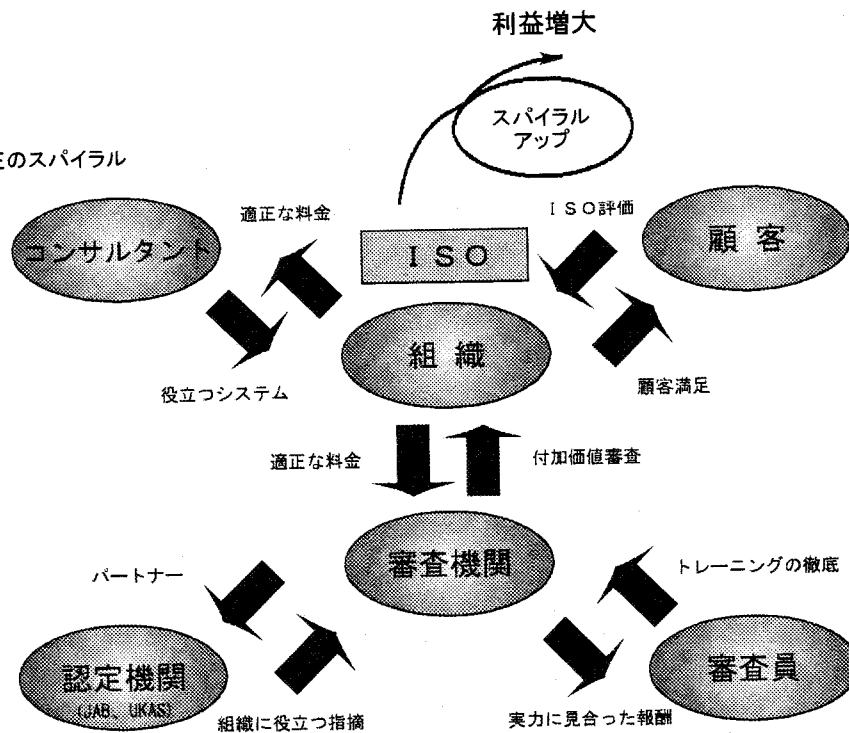 利益増大
スパイラル
アップ
のスパイラル
適正な料金
ISO評価
コンサルタント
ISO
顧客
組織
役立つシステム
顧客満足
適正な料金
付加価値審査
審査機関
パートナー
トレーニングの徹底
認定機関
(JAB、UKAS)
審査員
組織に役立つ指摘
実力に見合った報酬